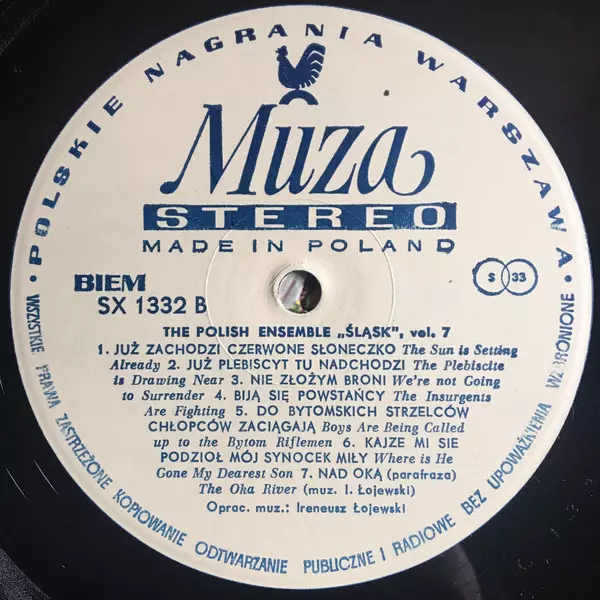 • POLSKIE NAGRANIA WARSZAWA •
Muza
STEREO
MADE IN POLAND
BIEM
SX 1332 B
S 33
THE POLISH ENSEMBLE „ŚLĄSK”, vol. 7
1. JUŻ ZACHODZI CZERWONE SŁONECZKO The Sun is Setting
Already 2. JUŻ PLEBISCYT TU NADCHODZI The Plebiscite
is Drawing Near 3. NIE ZŁOŻYM BRONI We're not Going
to Surrender 4. BIJĄ SIĘ POWSTAŃCY The Insurgents
Are Fighting 5. DO BYTOMSKICH STRZELCÓW
CHŁOPCÓW ZACIĄGAJĄ Boys Are Being Called
up to the Bytom Riflemen 6. KAJZE MI SIE
PODZIOŁ MÓJ SYNOCEK MIŁY Where is He
Gone My Dearest Son 7. NAD OKĄ (parafraza)
The Oka River (muz. I. Łojewski)
Oprac. muz.: Ireneusz Łojewski
WSZYSTKIE PRAWA ZASTRZEŻONE KOPIOWANIE ODTWARZANIE PUBLICZNE I RADIOWE BEZ UPOWAŻNIENIA WZBRONIONE